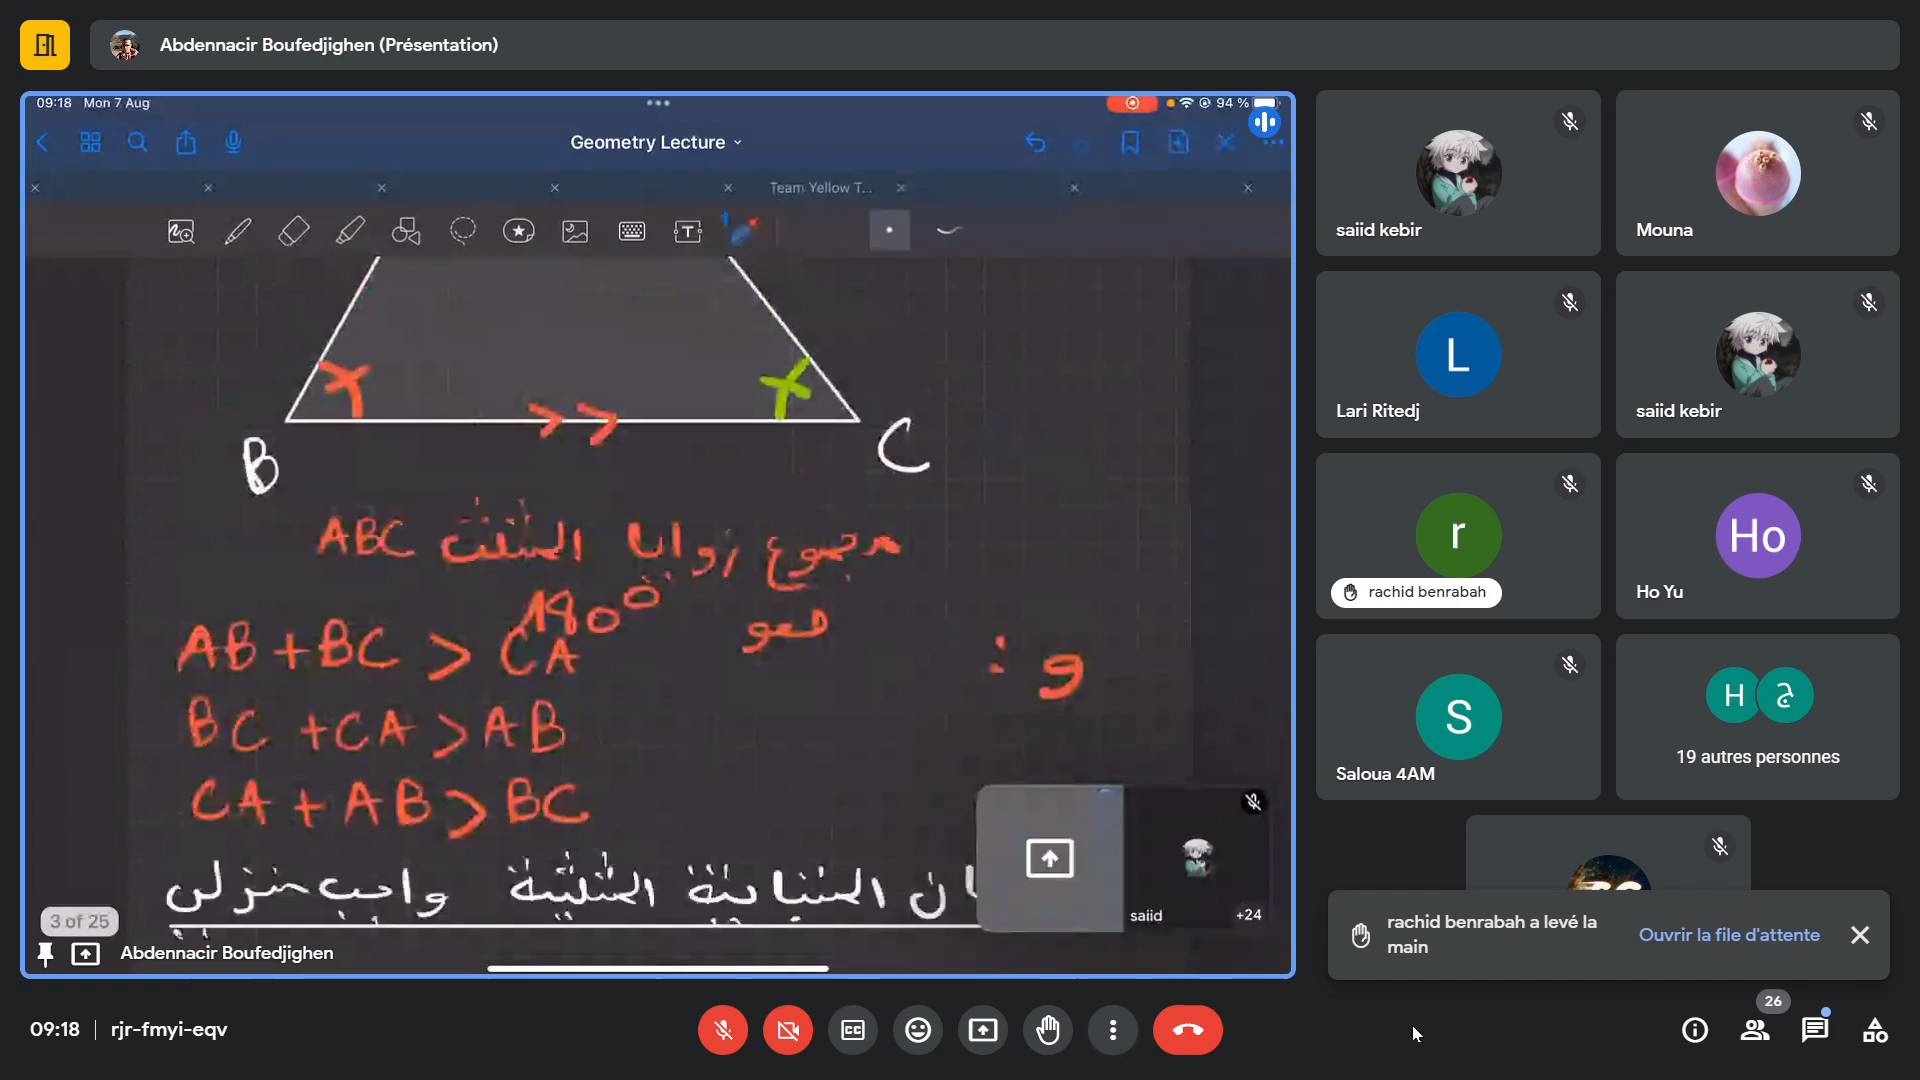 Abdennacir Boufedjighen (Présentation)
09:18 Mon 7 Aug
94 %
Geometry Lecture
Team Yellow T...
B
C
مجموع زوايا المثلث ABC
هو 180°
و :
AB + BC > CA
BC + CA > AB
CA + AB > BC
المتباينة المثلثية واجب منزلي
3 of 25
saiid
+24
Abdennacir Boufedjighen
saiid kebir
Mouna
L
Lari Ritedj
saiid kebir
r
rachid benrabah
Ho
Ho Yu
S
Saloua 4AM
H
19 autres personnes
rachid benrabah a levé la
main
Ouvrir la file d'attente
09:18 | rjr-fmyi-eqv
26